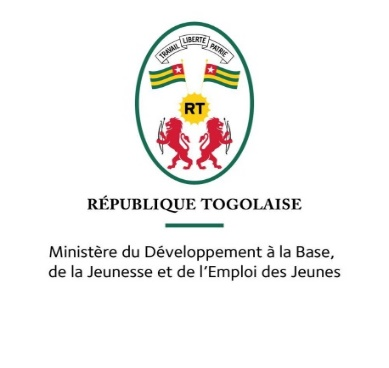 TRAVAIL LIBERTÉ PATRIE
RT
RÉPUBLIQUE TOGOLAISE
Ministère du Développement à la Base,
de la Jeunesse et de l'Emploi des Jeunes